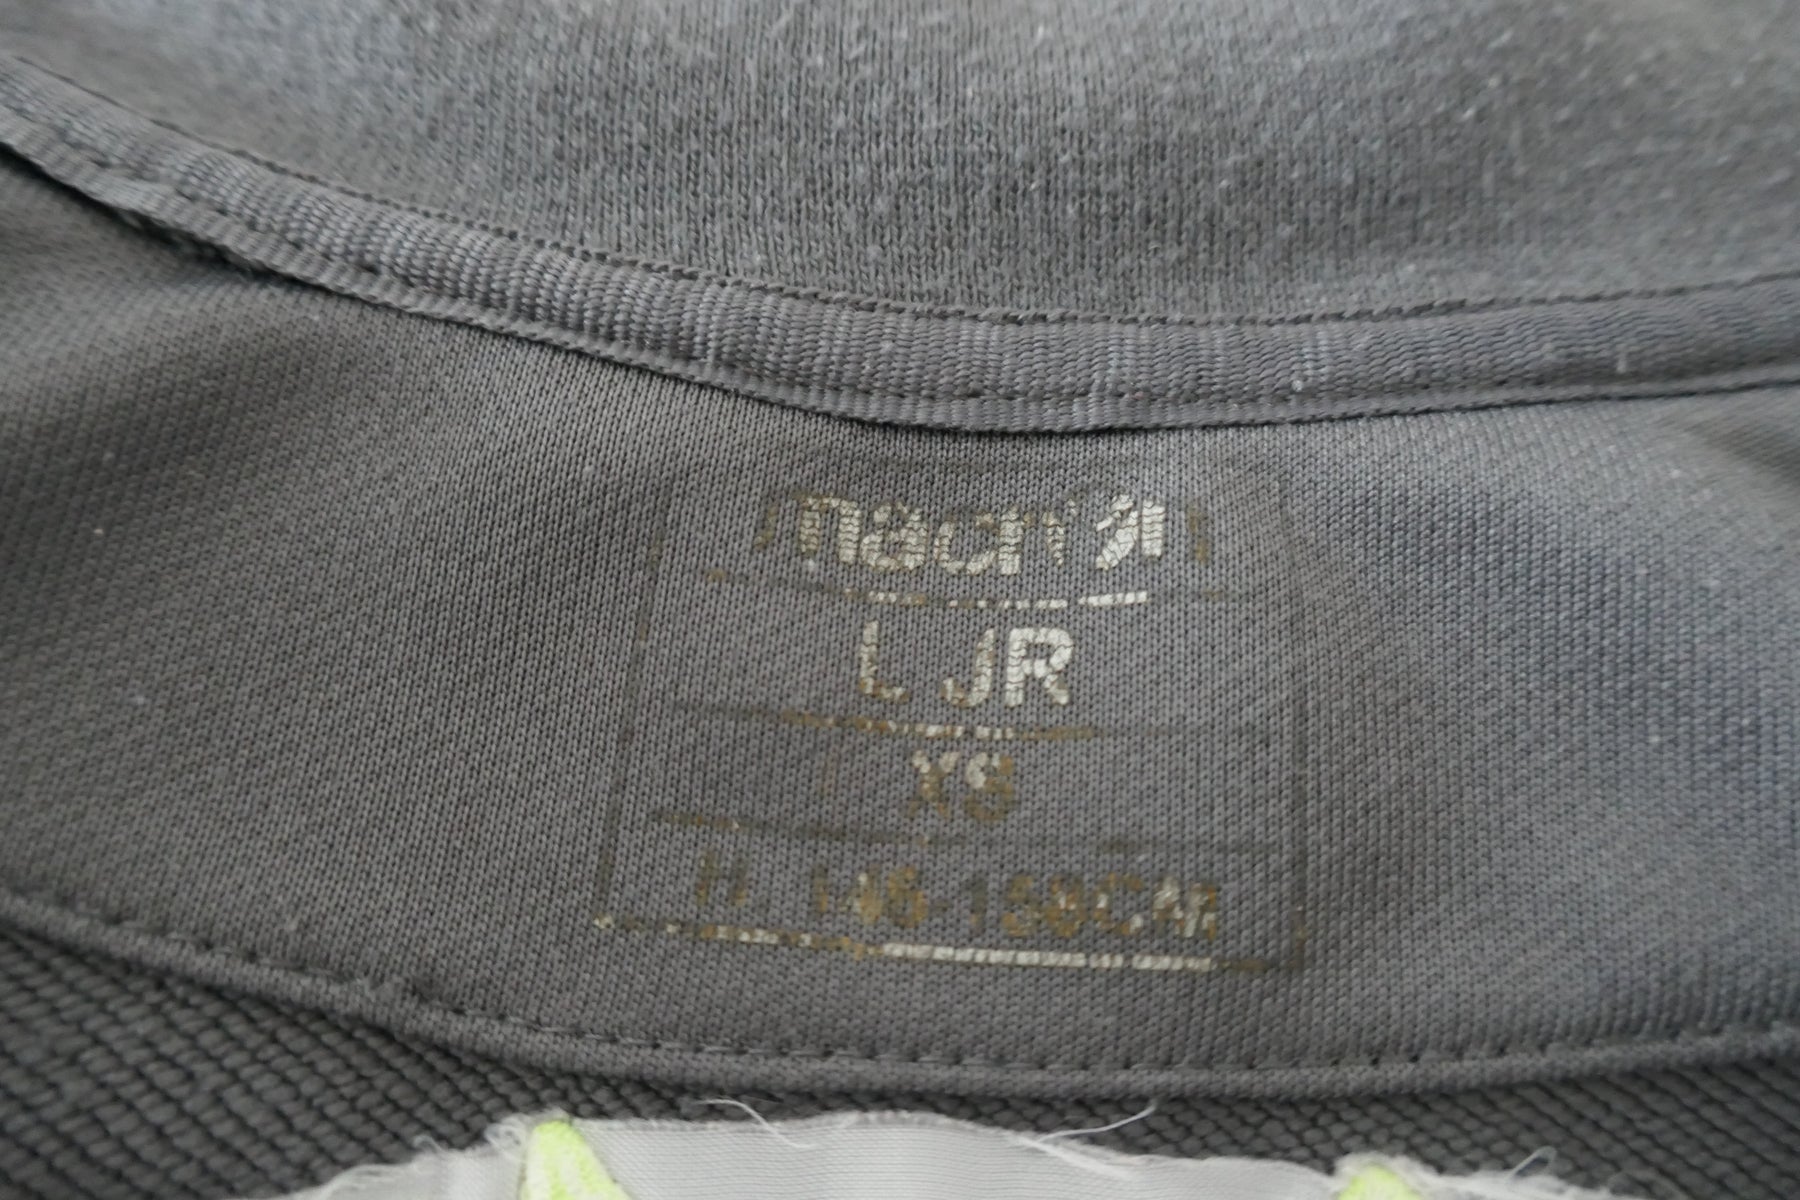 macron
L JR
XS
H 146-158CM